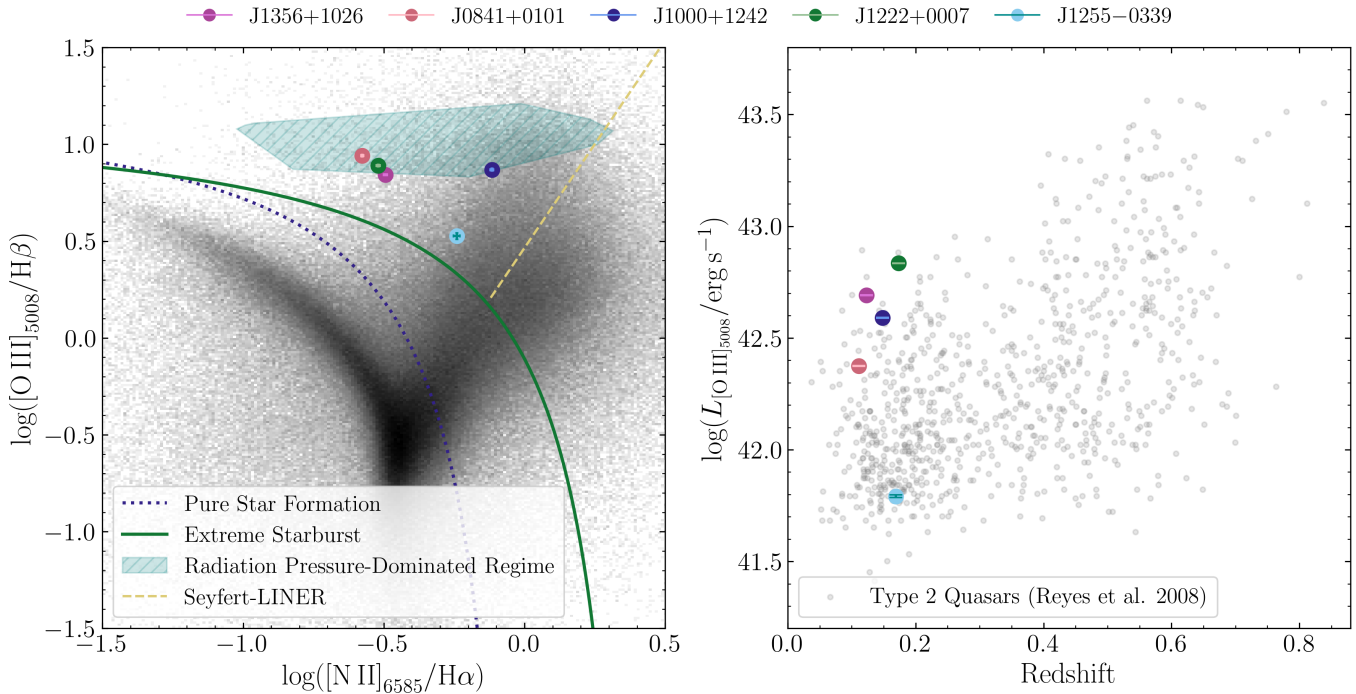 J1356+1026 J0841+0101 J1000+1242 J1222+0007 J1255−0339
log([O III]5008/Hβ)
1.5
1.0
0.5
0.0
−0.5
−1.0
−1.5
Pure Star Formation
Extreme Starburst
Radiation Pressure-Dominated Regime
Seyfert-LINER
−1.5 −1.0 −0.5 0.0 0.5
log([N II]6585/Hα)
log(L[O III]5008/erg s−1)
43.5
43.0
42.5
42.0
41.5
Type 2 Quasars (Reyes et al. 2008)
0.0 0.2 0.4 0.6 0.8
Redshift